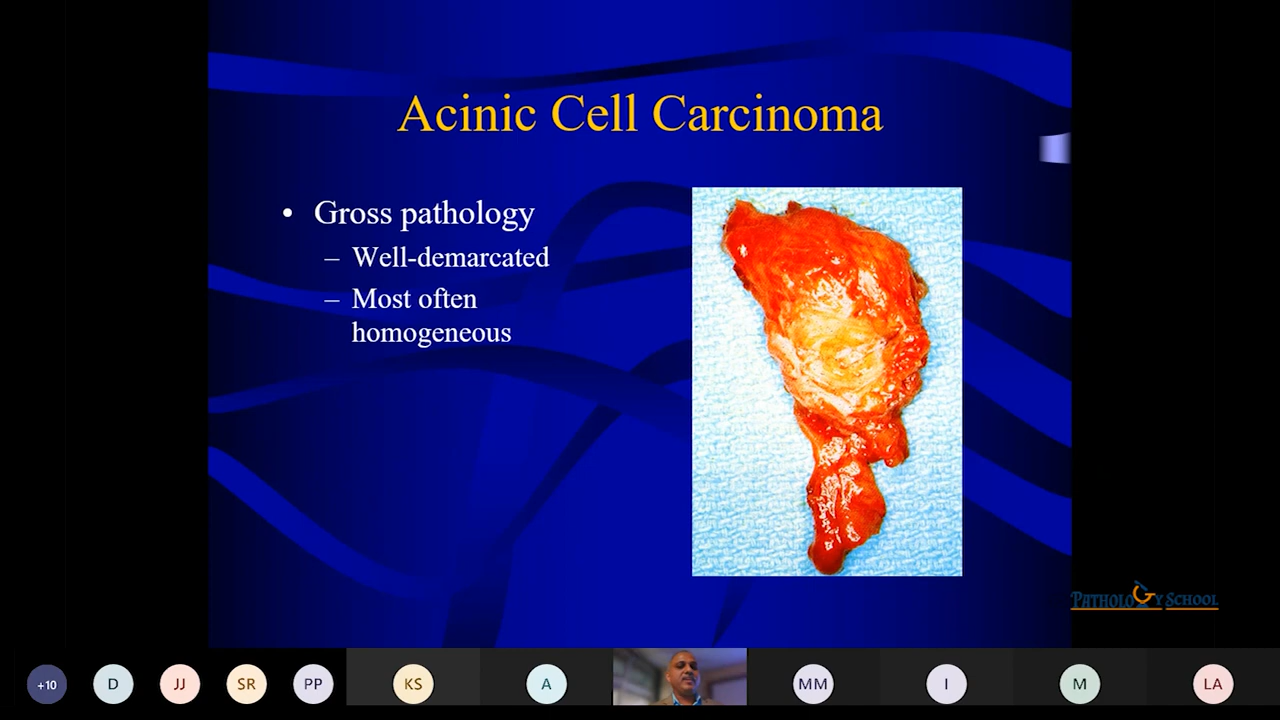 Acinic Cell Carcinoma
• Gross pathology
– Well-demarcated
– Most often
homogeneous
PATHOLOGY SCHOOL
+10
D
JJ
SR
PP
KS
A
MM
I
M
LA